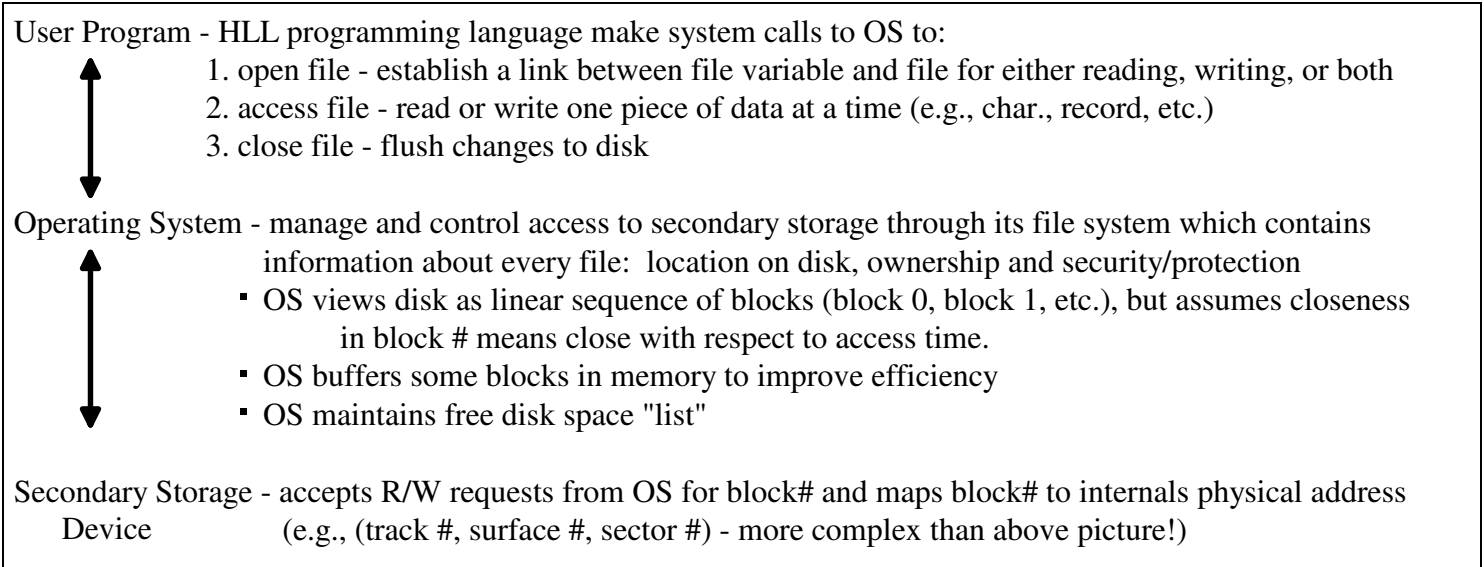 User Program - HLL programming language make system calls to OS to:
1. open file - establish a link between file variable and file for either reading, writing, or both
2. access file - read or write one piece of data at a time (e.g., char., record, etc.)
3. close file - flush changes to disk
Operating System - manage and control access to secondary storage through its file system which contains
information about every file:  location on disk, ownership and security/protection
▪ OS views disk as linear sequence of blocks (block 0, block 1, etc.), but assumes closeness
in block # means close with respect to access time.
▪ OS buffers some blocks in memory to improve efficiency
▪ OS maintains free disk space "list"
Secondary Storage - accepts R/W requests from OS for block# and maps block# to internals physical address
Device (e.g., (track #, surface #, sector #) - more complex than above picture!)